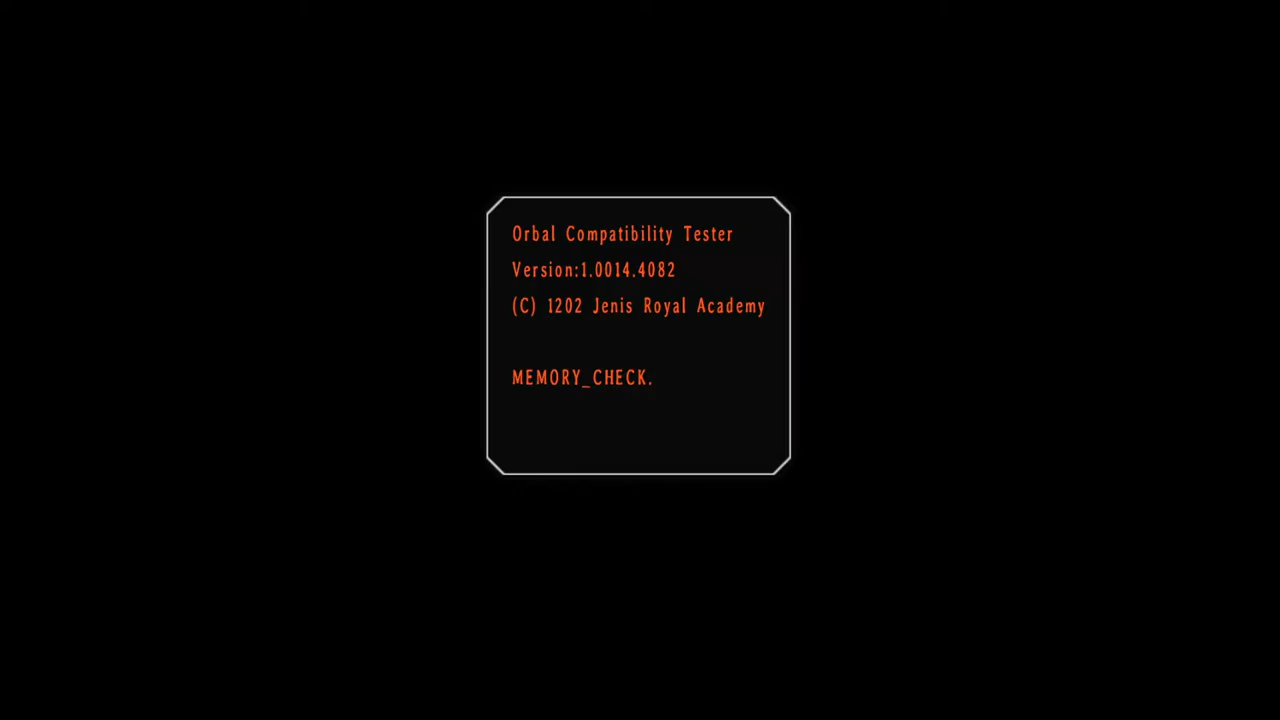 Orbal Compatibility Tester
Version:1.0014.4082
(C) 1202 Jenis Royal Academy
MEMORY_CHECK.